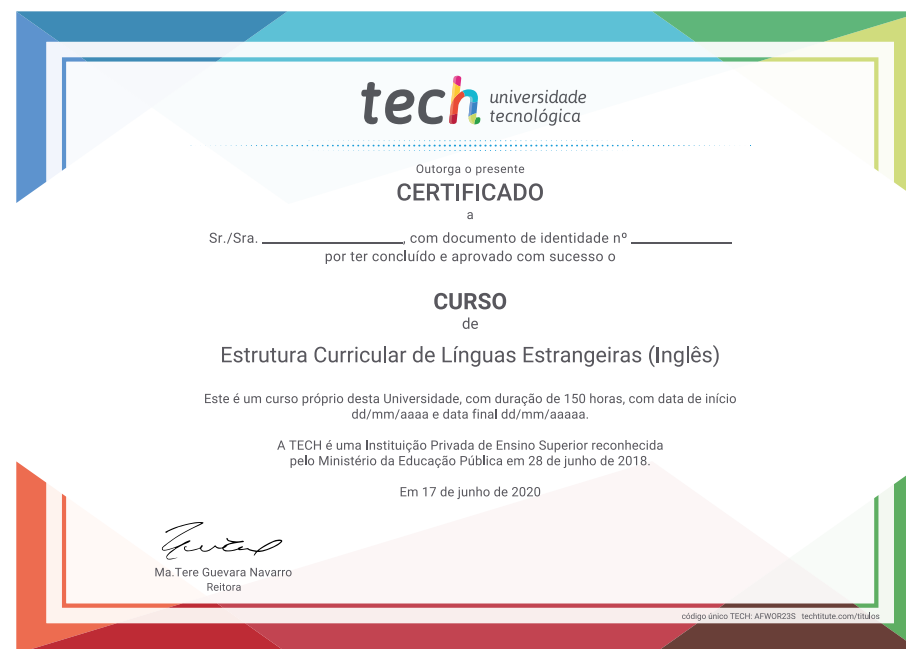 tech universidade
tecnológica
Outorga o presente
CERTIFICADO
a
Sr./Sra. ____________________, com documento de identidade nº ______________
por ter concluído e aprovado com sucesso o
CURSO
de
Estrutura Curricular de Línguas Estrangeiras (Inglês)
Este é um curso próprio desta Universidade, com duração de 150 horas, com data de início
dd/mm/aaaa e data final dd/mm/aaaaa.
A TECH é uma Instituição Privada de Ensino Superior reconhecida
pelo Ministério da Educação Pública em 28 de junho de 2018.
Em 17 de junho de 2020
Ma.Tere Guevara Navarro
Reitora
código único TECH: AFWOR23S techtitute.com/titulos